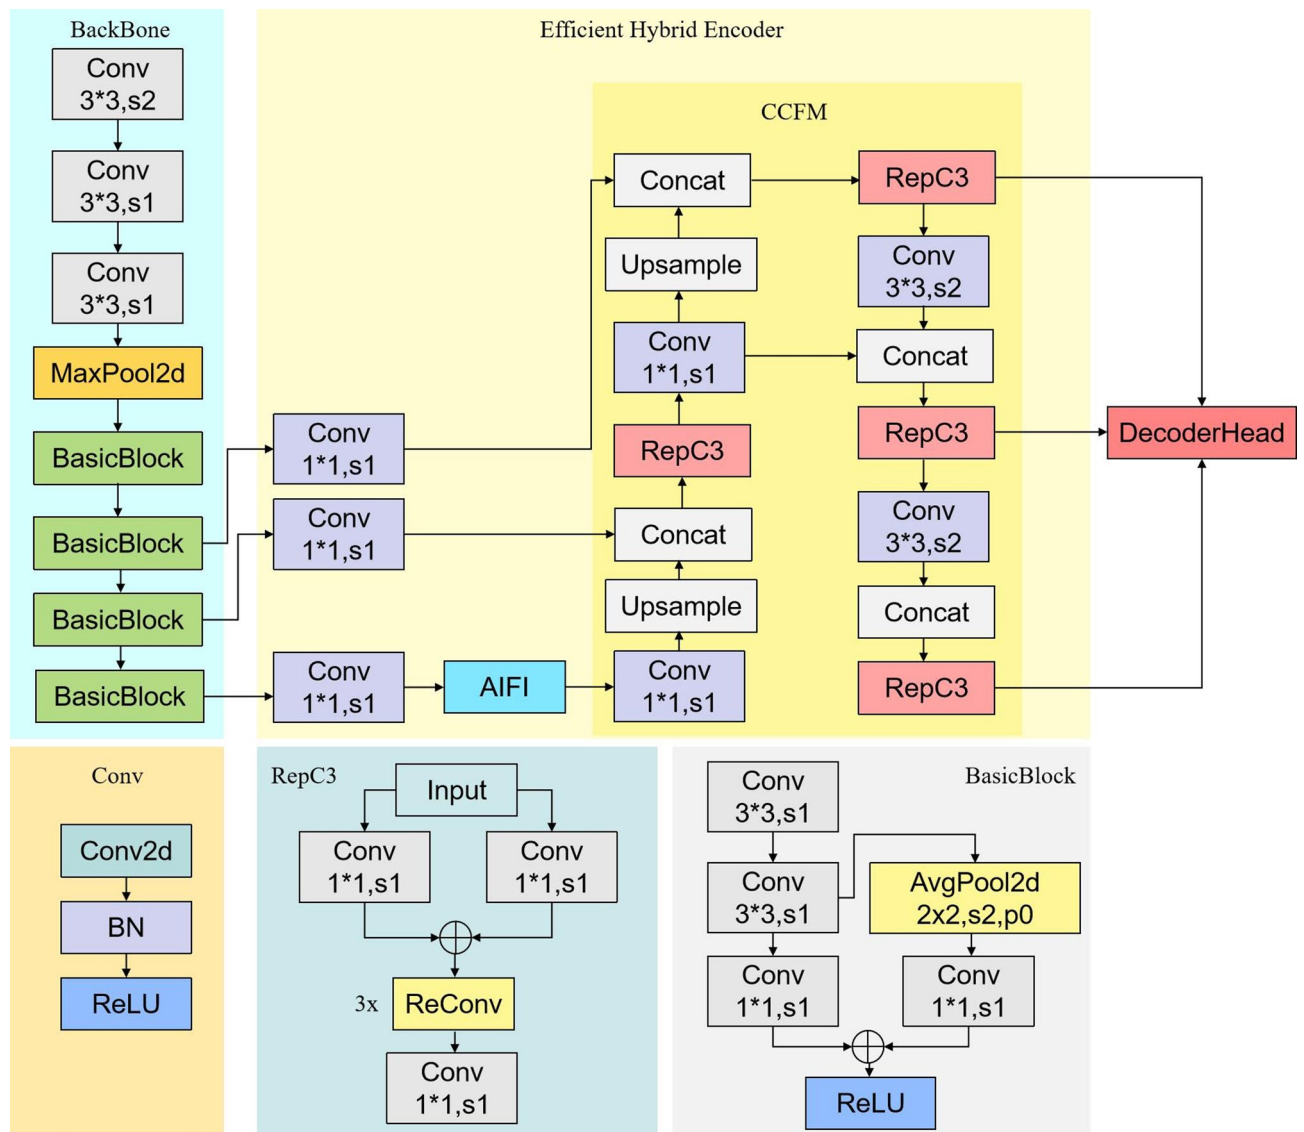 BackBone
Conv
3*3,s2
Conv
3*3,s1
Conv
3*3,s1
MaxPool2d
BasicBlock
BasicBlock
BasicBlock
BasicBlock
Efficient Hybrid Encoder
Conv
1*1,s1
Conv
1*1,s1
Conv
1*1,s1
AIFI
CCFM
Concat
Upsample
Conv
1*1,s1
RepC3
Concat
Upsample
Conv
1*1,s1
RepC3
Conv
3*3,s2
Concat
RepC3
Conv
3*3,s2
Concat
RepC3
DecoderHead
Conv
Conv2d
BN
ReLU
RepC3
Input
Conv
1*1,s1
Conv
1*1,s1
3x
ReConv
Conv
1*1,s1
BasicBlock
Conv
3*3,s1
Conv
3*3,s1
AvgPool2d
2x2,s2,p0
Conv
1*1,s1
Conv
1*1,s1
ReLU